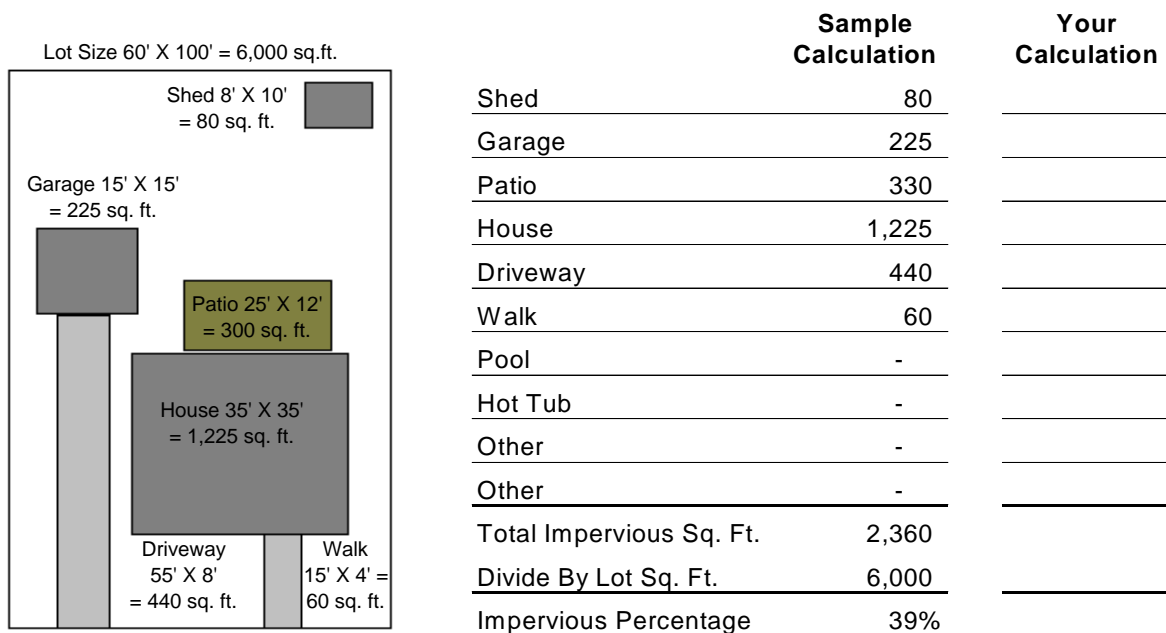 Lot Size 60' X 100' = 6,000 sq.ft.
Shed 8' X 10'
= 80 sq. ft.
Garage 15' X 15'
= 225 sq. ft.
Patio 25' X 12'
= 300 sq. ft.
House 35' X 35'
= 1,225 sq. ft.
Driveway
55' X 8'
= 440 sq. ft.
Walk
15' X 4' =
60 sq. ft.
Sample Calculation Your Calculation
Shed 80
Garage 225
Patio 330
House 1,225
Driveway 440
Walk 60
Pool -
Hot Tub -
Other -
Other -
Total Impervious Sq. Ft. 2,360
Divide By Lot Sq. Ft. 6,000
Impervious Percentage 39%